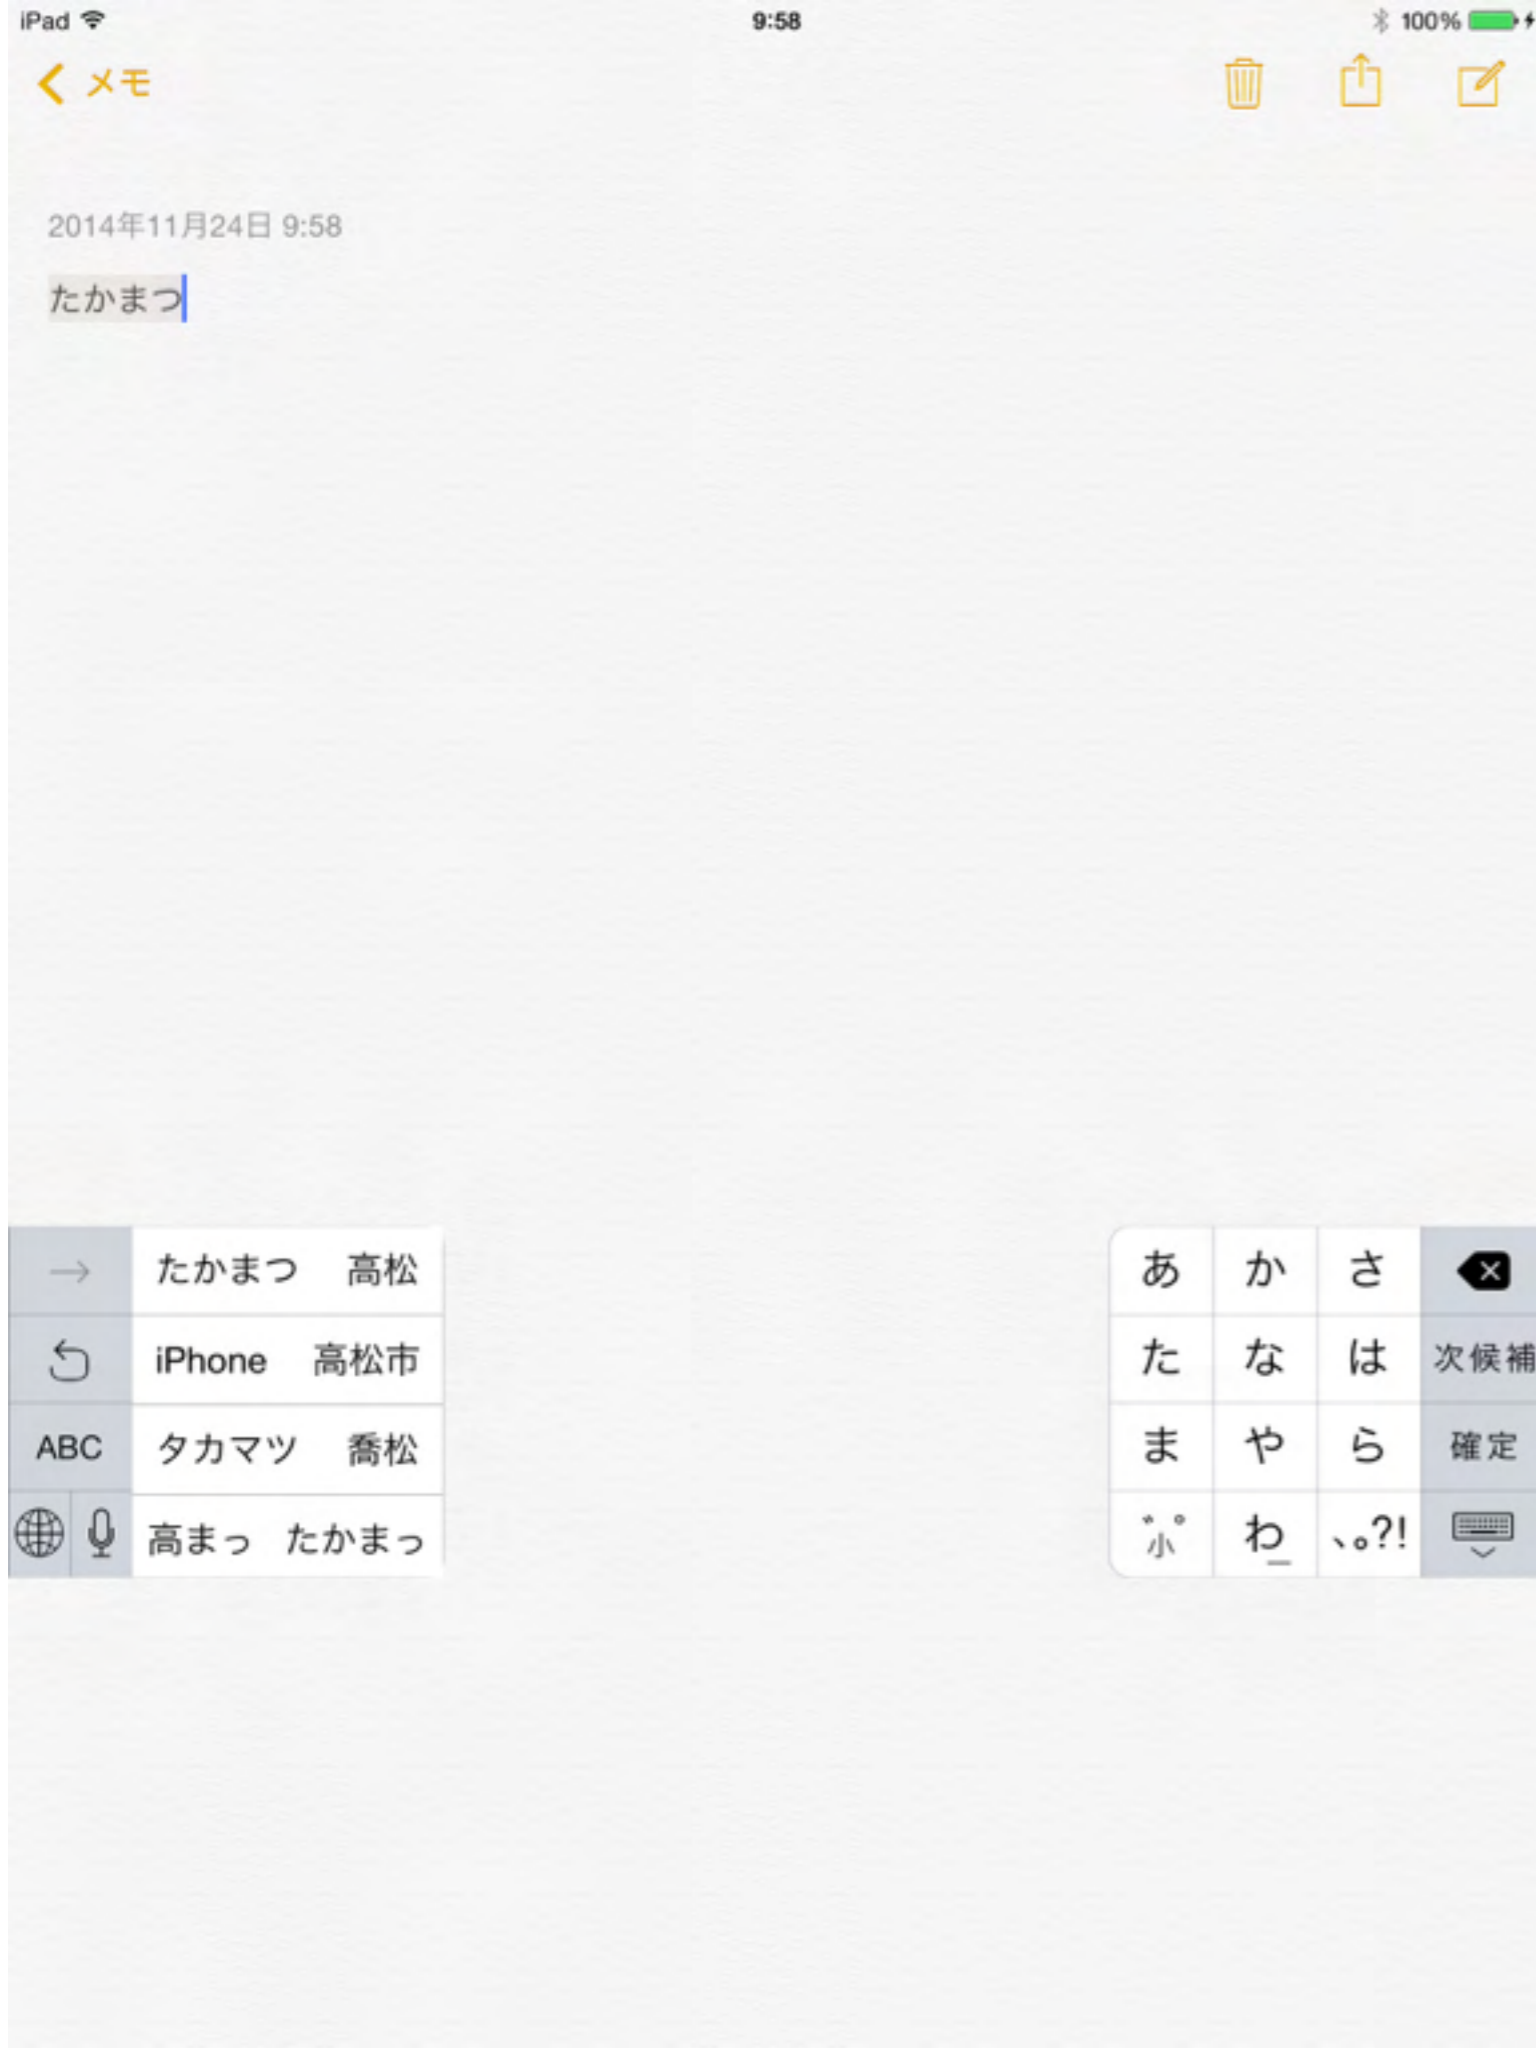 iPad 9:58 100%
メモ
2014年11月24日 9:58
たかまつ
→ たかまつ 高松
iPhone 高松市
ABC タカマツ 喬松
高まっ たかまっ
あ か さ
た な は 次候補
ま や ら 確定
゛゜小 わ_ 、。?!